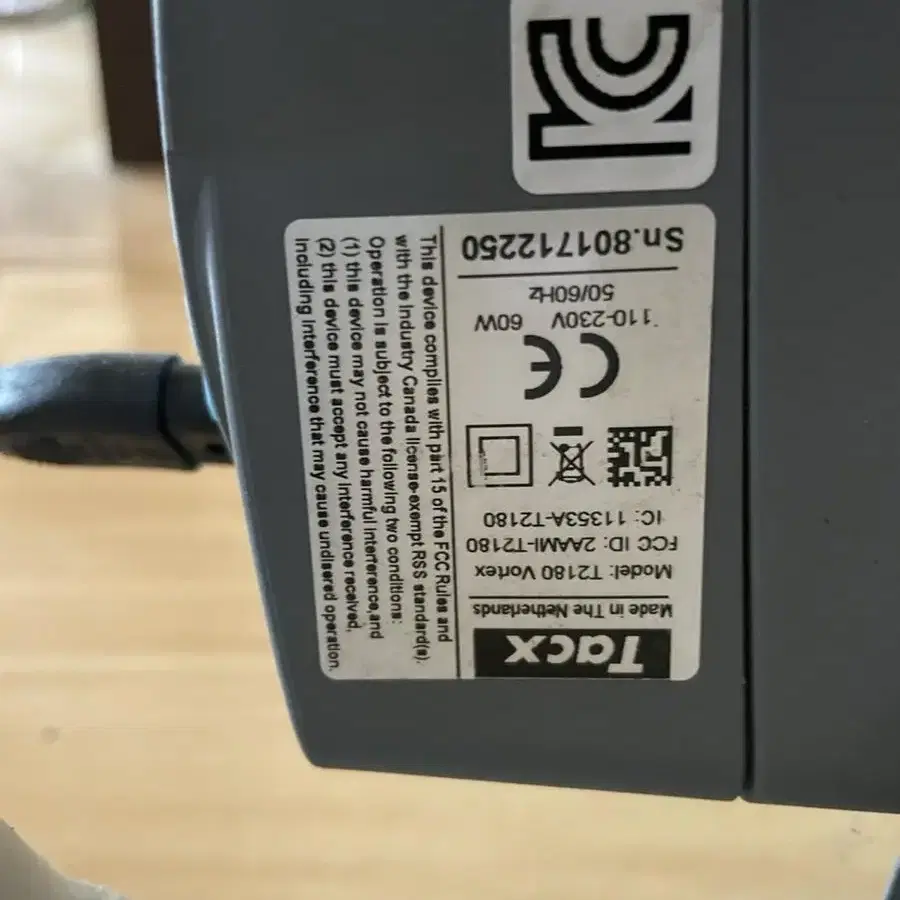 Tacx
Made in The Netherlands
Model: T2180 Vortex
FCC ID: 2AAMI-T2180
IC: 11353A-T2180
CE
110-230V 60W
50/60Hz
Sn.801712250
This device complies with part 15 of the FCC Rules and
with the Industry Canada license-exempt RSS standard(s).
Operation is subject to the following two conditions:
(1) this device may not cause harmful interference,and
(2) this device must accept any interference received,
including interference that may cause undisered operation.